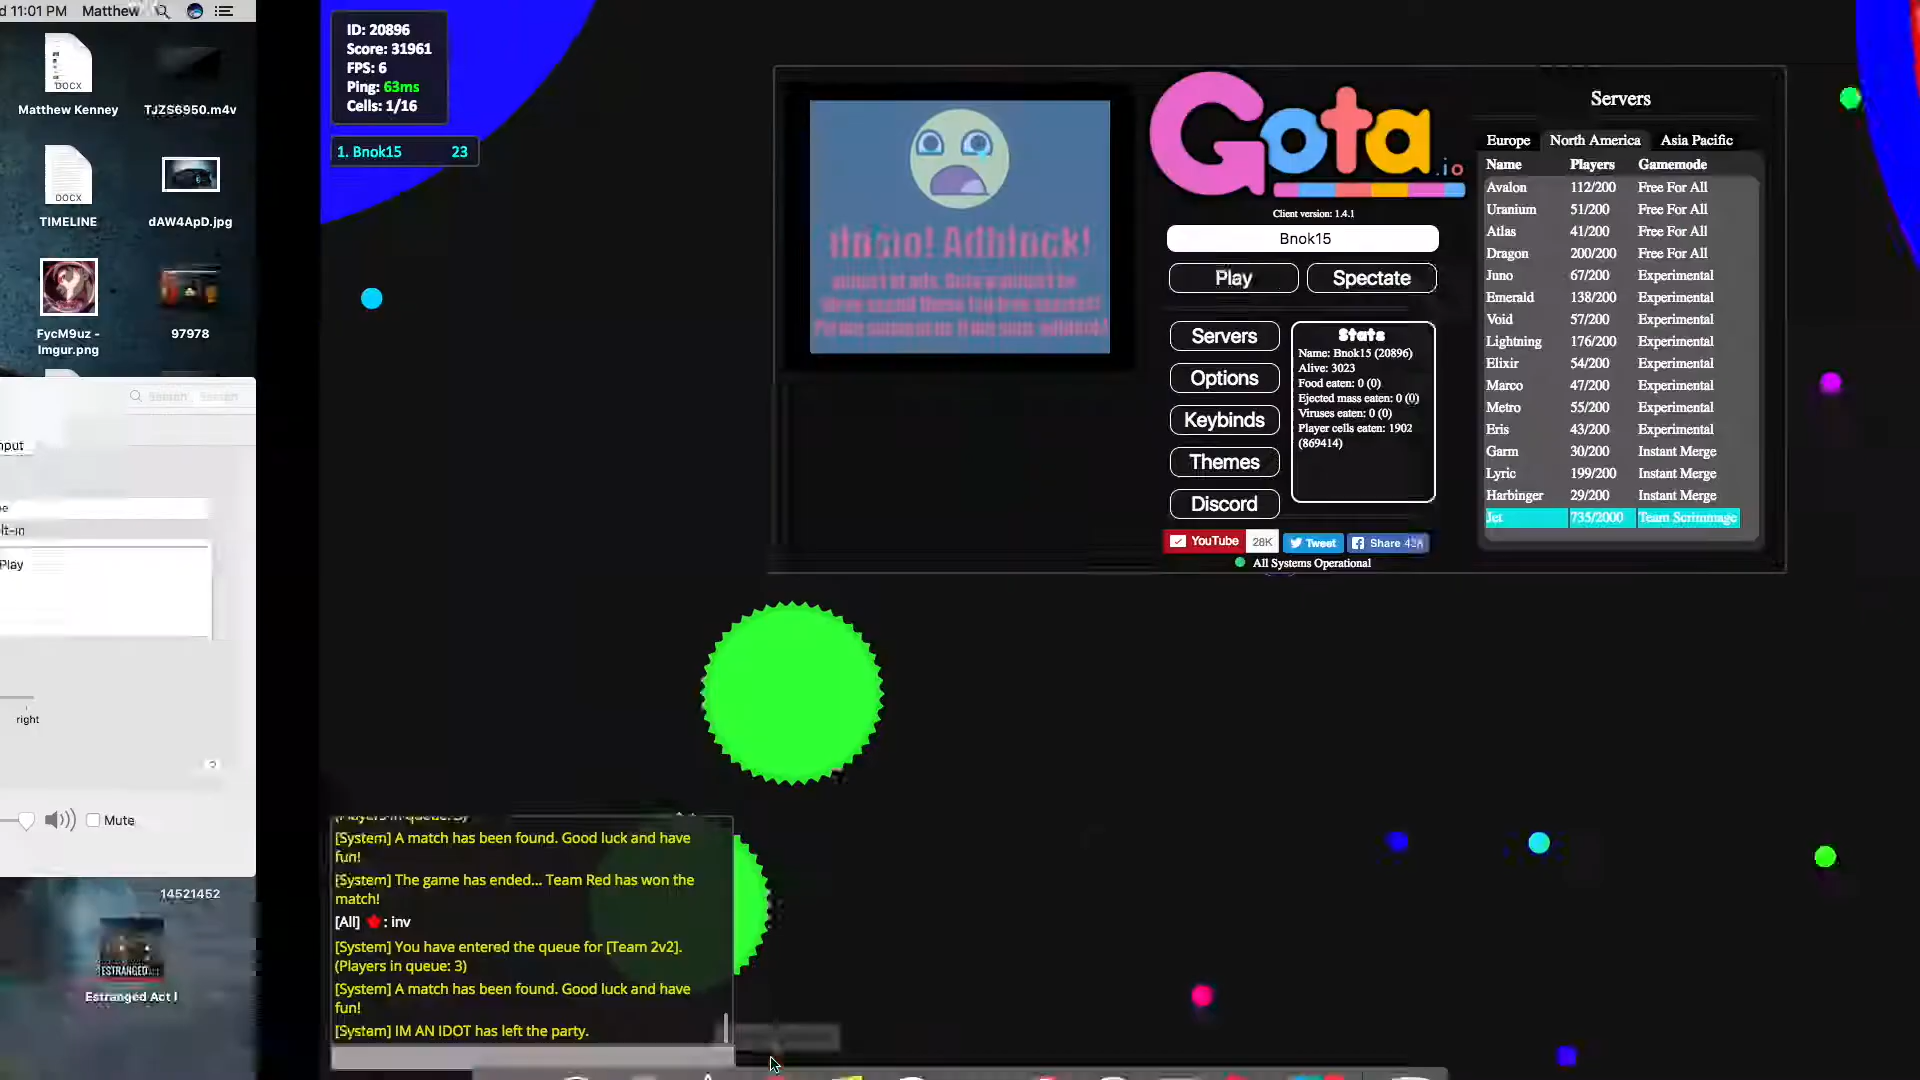 d 11:01 PM Matthew
DOCX
Matthew Kenney
TJZS6950.m4v
DOCX
TIMELINE
dAW4ApD.jpg
FycM9uz -
Imgur.png
97978
Search
nput
lt-in
Play
right
?
Mute
14521452
ESTRANGED
Estranged Act I
ID: 20896
Score: 31961
FPS: 6
Ping: 63ms
Cells: 1/16
1. Bnok15 23
Adblock!
Gota.io
Client version: 1.4.1
Bnok15
Play
Spectate
Servers
Options
Keybinds
Themes
Discord
Stats
Name: Bnok15 (20896)
Alive: 3023
Food eaten: 0 (0)
Ejected mass eaten: 0 (0)
Viruses eaten: 0 (0)
Player cells eaten: 1902
(869414)
YouTube 28K
Tweet
Share
All Systems Operational
Servers
Europe North America Asia Pacific
Name Players Gamemode
Avalon 112/200 Free For All
Uranium 51/200 Free For All
Atlas 41/200 Free For All
Dragon 200/200 Free For All
Juno 67/200 Experimental
Emerald 138/200 Experimental
Void 57/200 Experimental
Lightning 176/200 Experimental
Elixir 54/200 Experimental
Marco 47/200 Experimental
Metro 55/200 Experimental
Eris 43/200 Experimental
Garm 30/200 Instant Merge
Lyric 199/200 Instant Merge
Harbinger 29/200 Instant Merge
Jet 735/2000 Team Scrimmage
[System] A match has been found. Good luck and have
fun!
[System] The game has ended... Team Red has won the
match!
[All] : inv
[System] You have entered the queue for [Team 2v2].
(Players in queue: 3)
[System] A match has been found. Good luck and have
fun!
[System] IM AN IDOT has left the party.